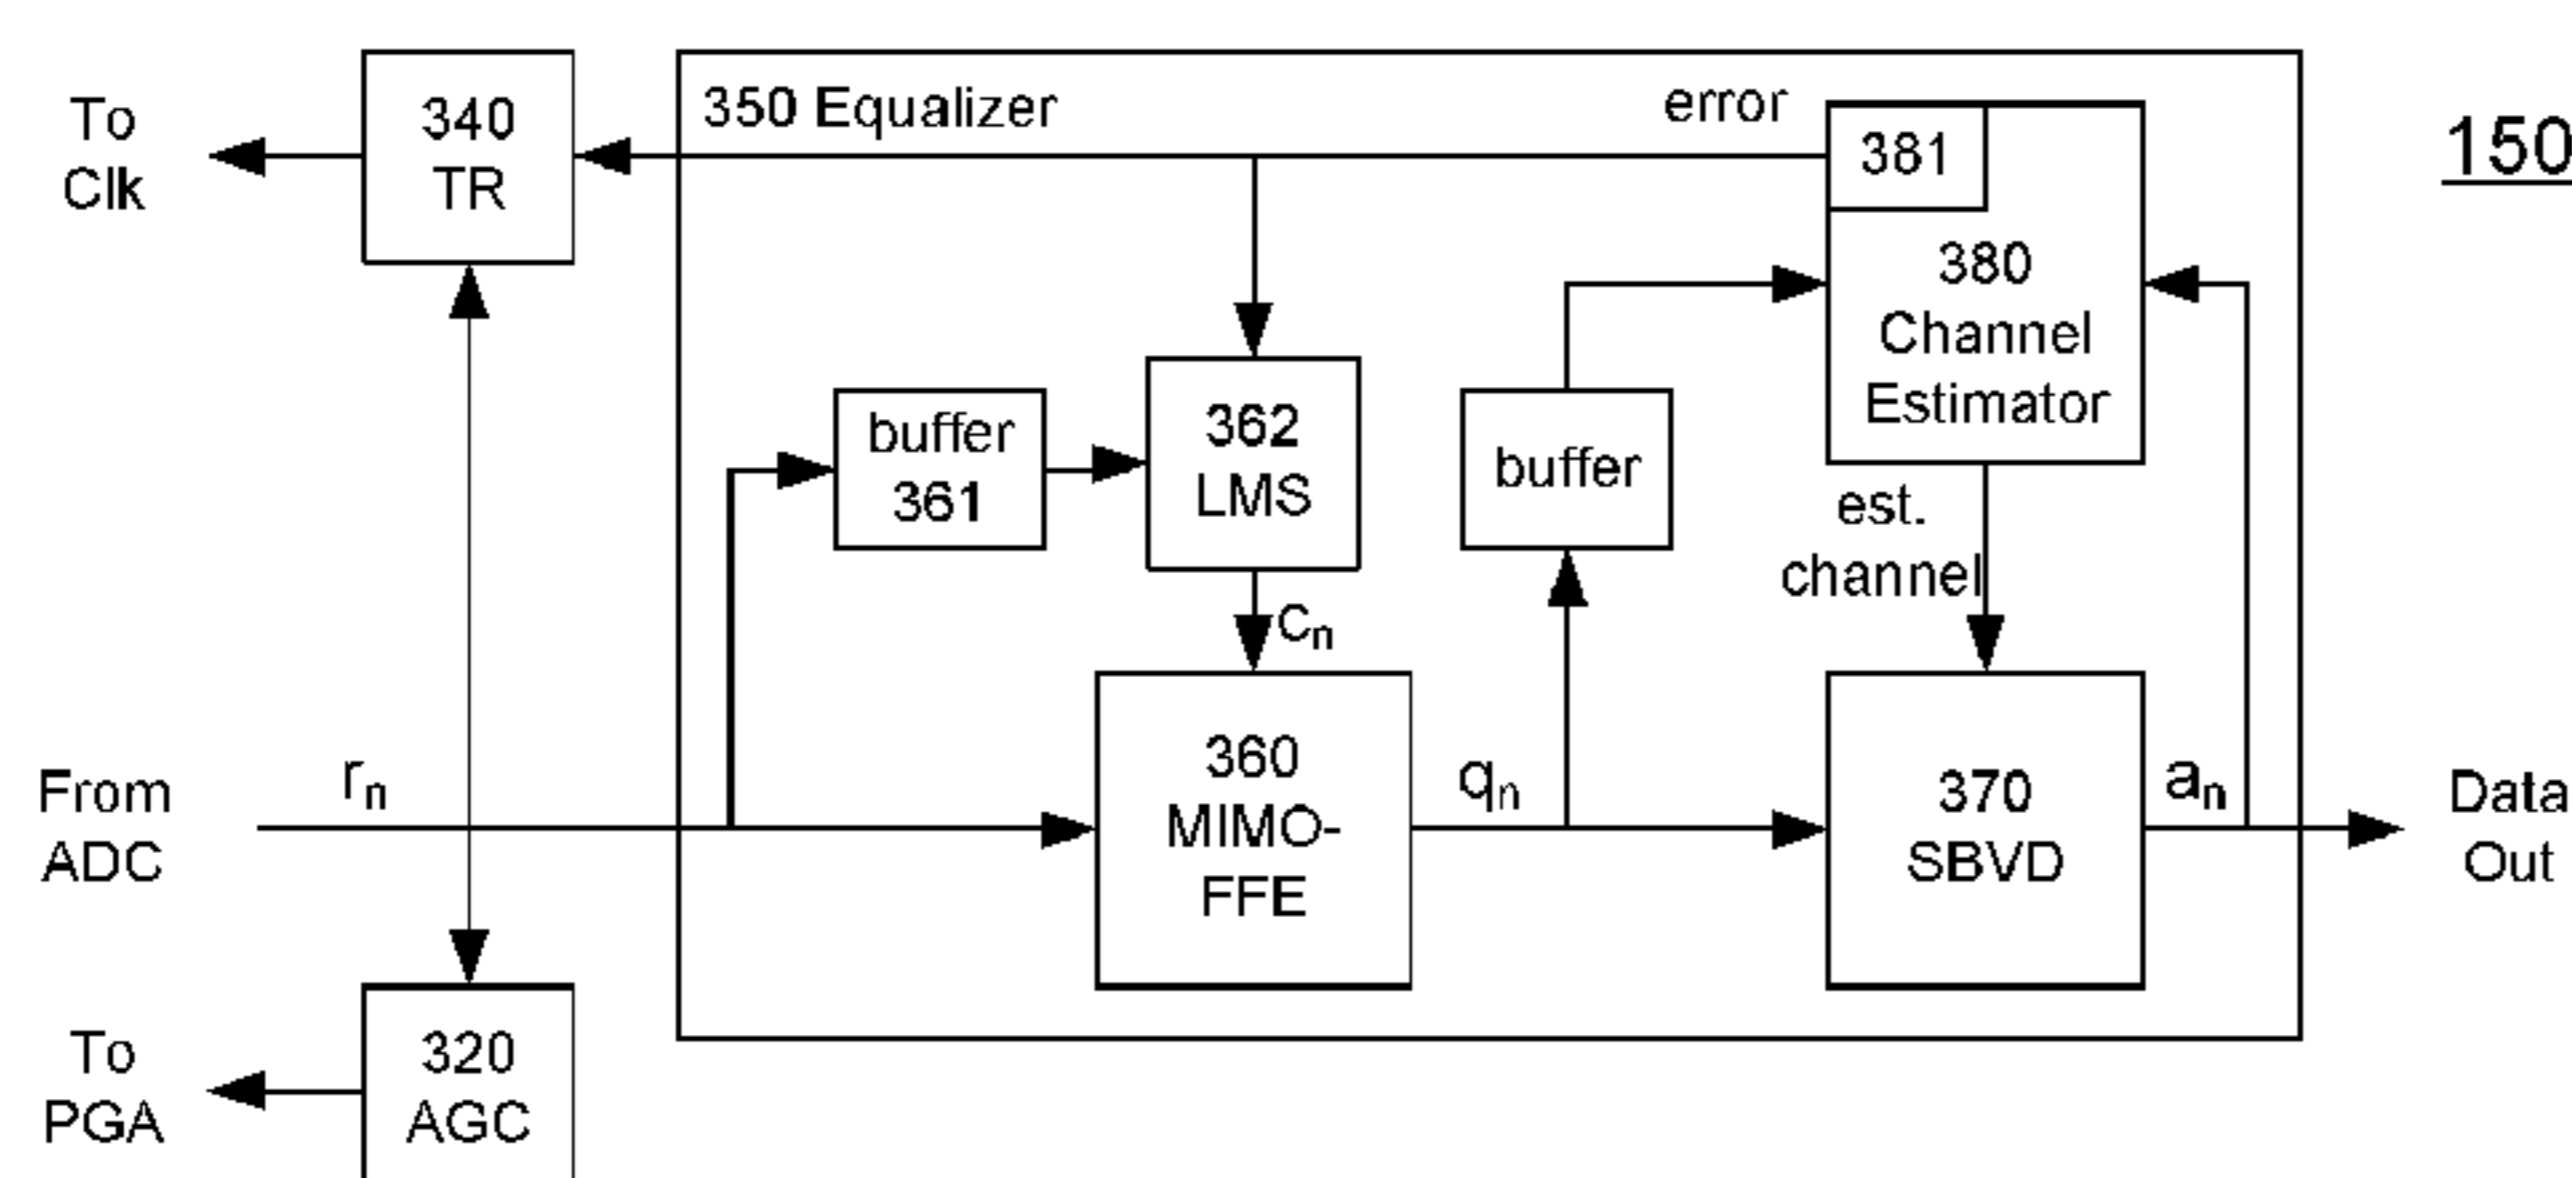 To
Clk
340
TR
350 Equalizer
error
381
150
380
Channel
Estimator
buffer
361
362
LMS
buffer
est.
channel
cn
From
ADC
rn
360
MIMO-
FFE
qn
370
SBVD
an
Data
Out
To
PGA
320
AGC